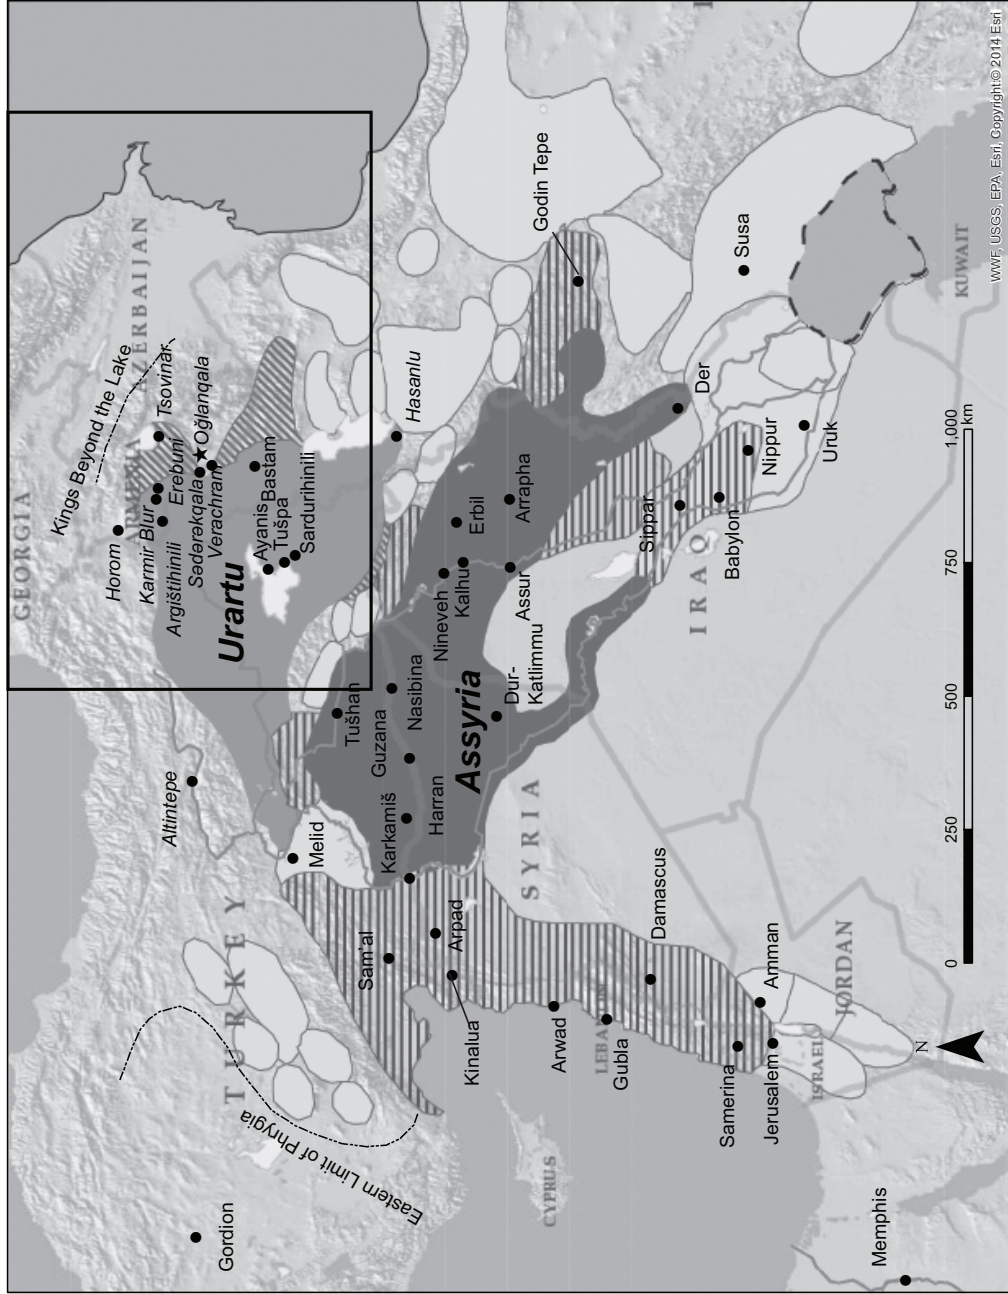 GEORGIA
Kings Beyond the Lake
ARMENIA
AZERBAIJAN
Horom
Karmir Blur
Tsovinar
Argištihinili
Erebuni
Sədərəkqala
Oğlanqala
Verachram
Urartu
Ayanis
Bastam
Tušpa
Sardurihinili
Altintepe
Gordion
TURKEY
Eastern Limit of Phrygia
Melid
Tušhan
Hasanlu
Guzana
Nasibina
Karkamiš
Harran
Sam'al
Arpad
Kinalua
Assyria
Nineveh
Kalhu
Erbil
Arrapha
Assur
Dur-
Katlimmu
Godin Tepe
SYRIA
Arwad
CYPRUS
Gubla
Damascus
Sippar
Der
IRAQ
Babylon
Nippur
Susa
Uruk
Samerina
Jerusalem
Amman
ISRAEL
JORDAN
Memphis
KUWAIT
N
0
250
500
750
1,000
km
WWF, USGS, EPA, Esri, Copyright:© 2014 Esri